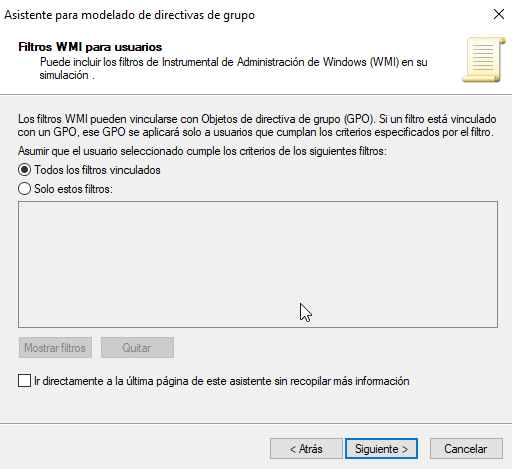 Asistente para modelado de directivas de grupo
Filtros WMI para usuarios
Puede incluir los filtros de Instrumental de Administración de Windows (WMI) en su
simulación .
Los filtros WMI pueden vincularse con Objetos de directiva de grupo (GPO). Si un filtro está vinculado
con un GPO, ese GPO se aplicará solo a usuarios que cumplan los criterios especificados por el filtro.
Asumir que el usuario seleccionado cumple los criterios de los siguientes filtros:
Todos los filtros vinculados
Solo estos filtros:
Mostrar filtros
Quitar
Ir directamente a la última página de este asistente sin recopilar más información
< Atrás
Siguiente >
Cancelar